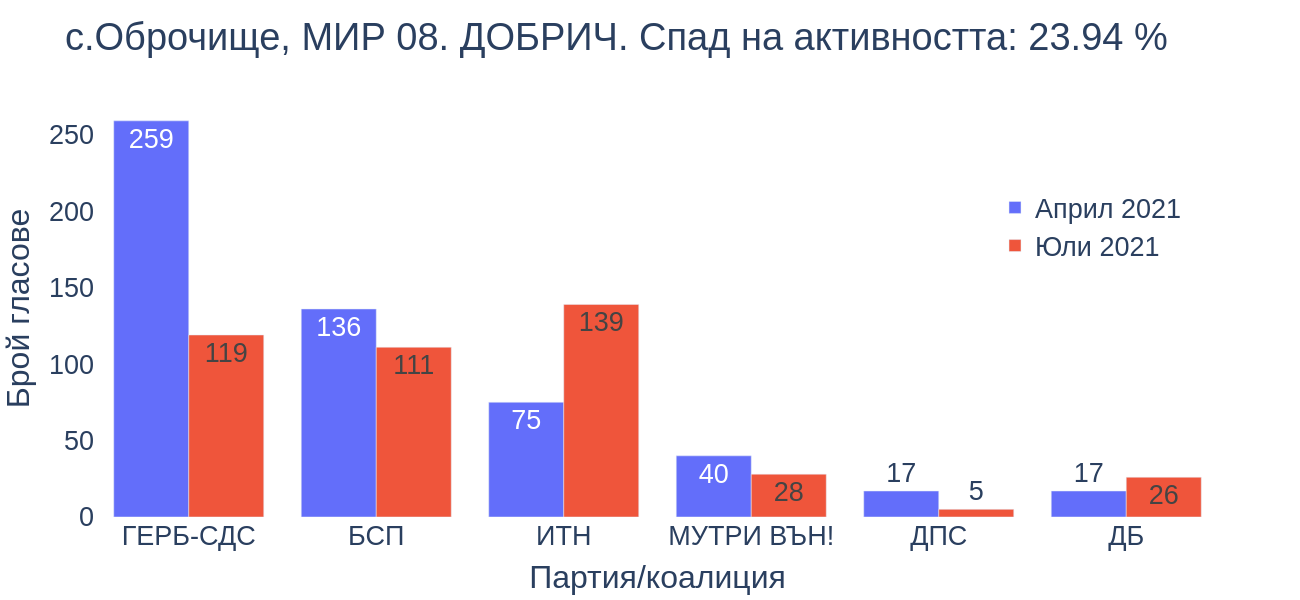 с.Оброчище, МИР 08. ДОБРИЧ. Спад на активността: 23.94 %
Брой гласове
250
200
150
100
50
0
259
119
136
111
75
139
40
28
17
5
17
26
Април 2021
Юли 2021
ГЕРБ-СДС
БСП
ИТН
МУТРИ ВЪН!
ДПС
ДБ
Партия/коалиция